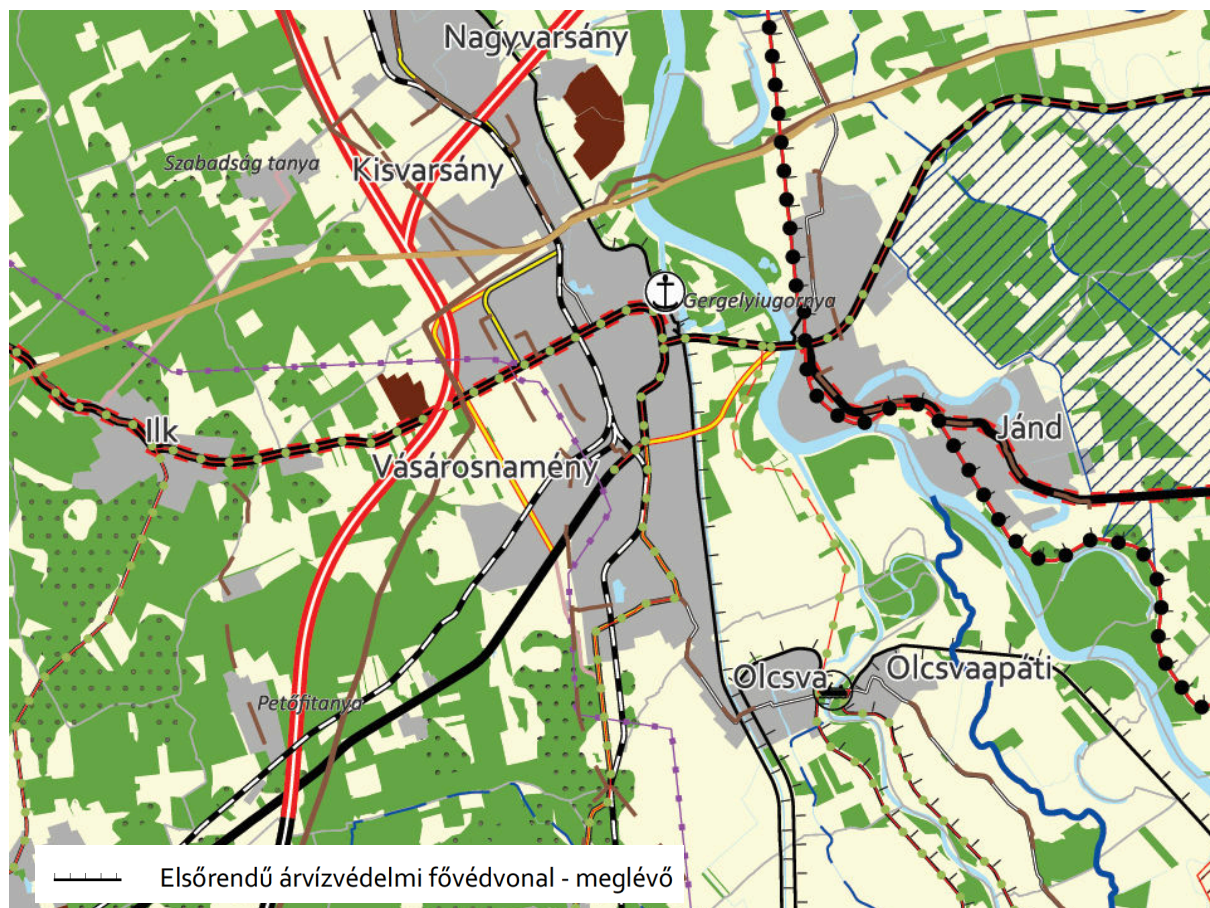 Nagyvarsány
Szabadság tanya
Kisvarsány
Gergelyiugornya
Ilk
Jánd
Vásárosnamény
Olcsva
Olcsvaapáti
Petőfitanya
Elsőrendű árvízvédelmi fővédvonal - meglévő